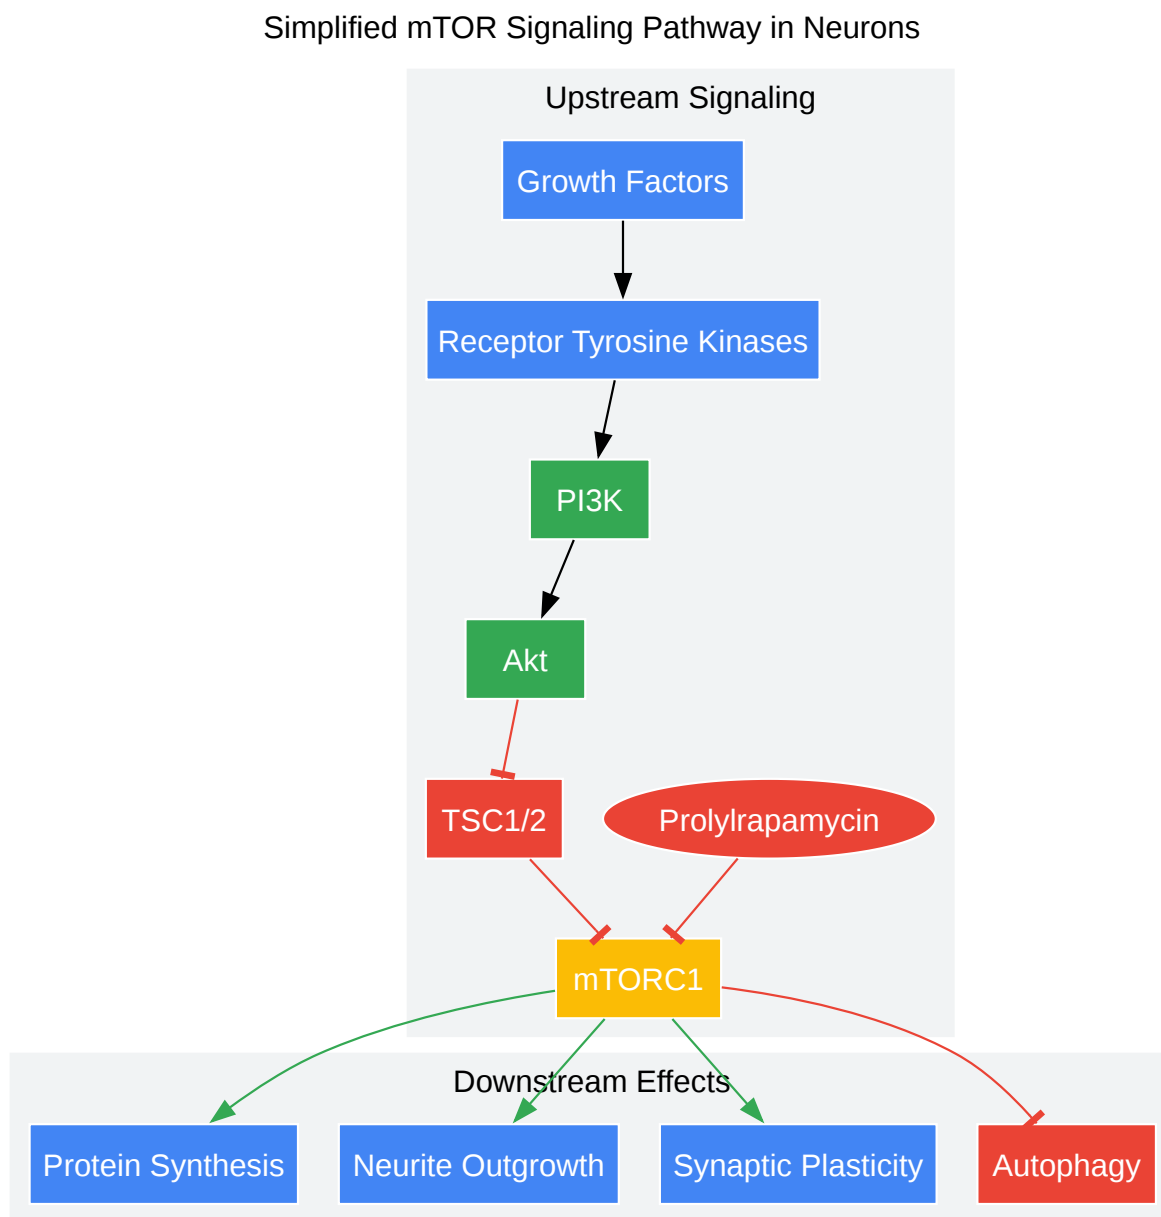 Simplified mTOR Signaling Pathway in Neurons
Upstream Signaling
Growth Factors
Receptor Tyrosine Kinases
PI3K
Akt
TSC1/2
Prolylrapamycin
mTORC1
Downstream Effects
Protein Synthesis
Neurite Outgrowth
Synaptic Plasticity
Autophagy